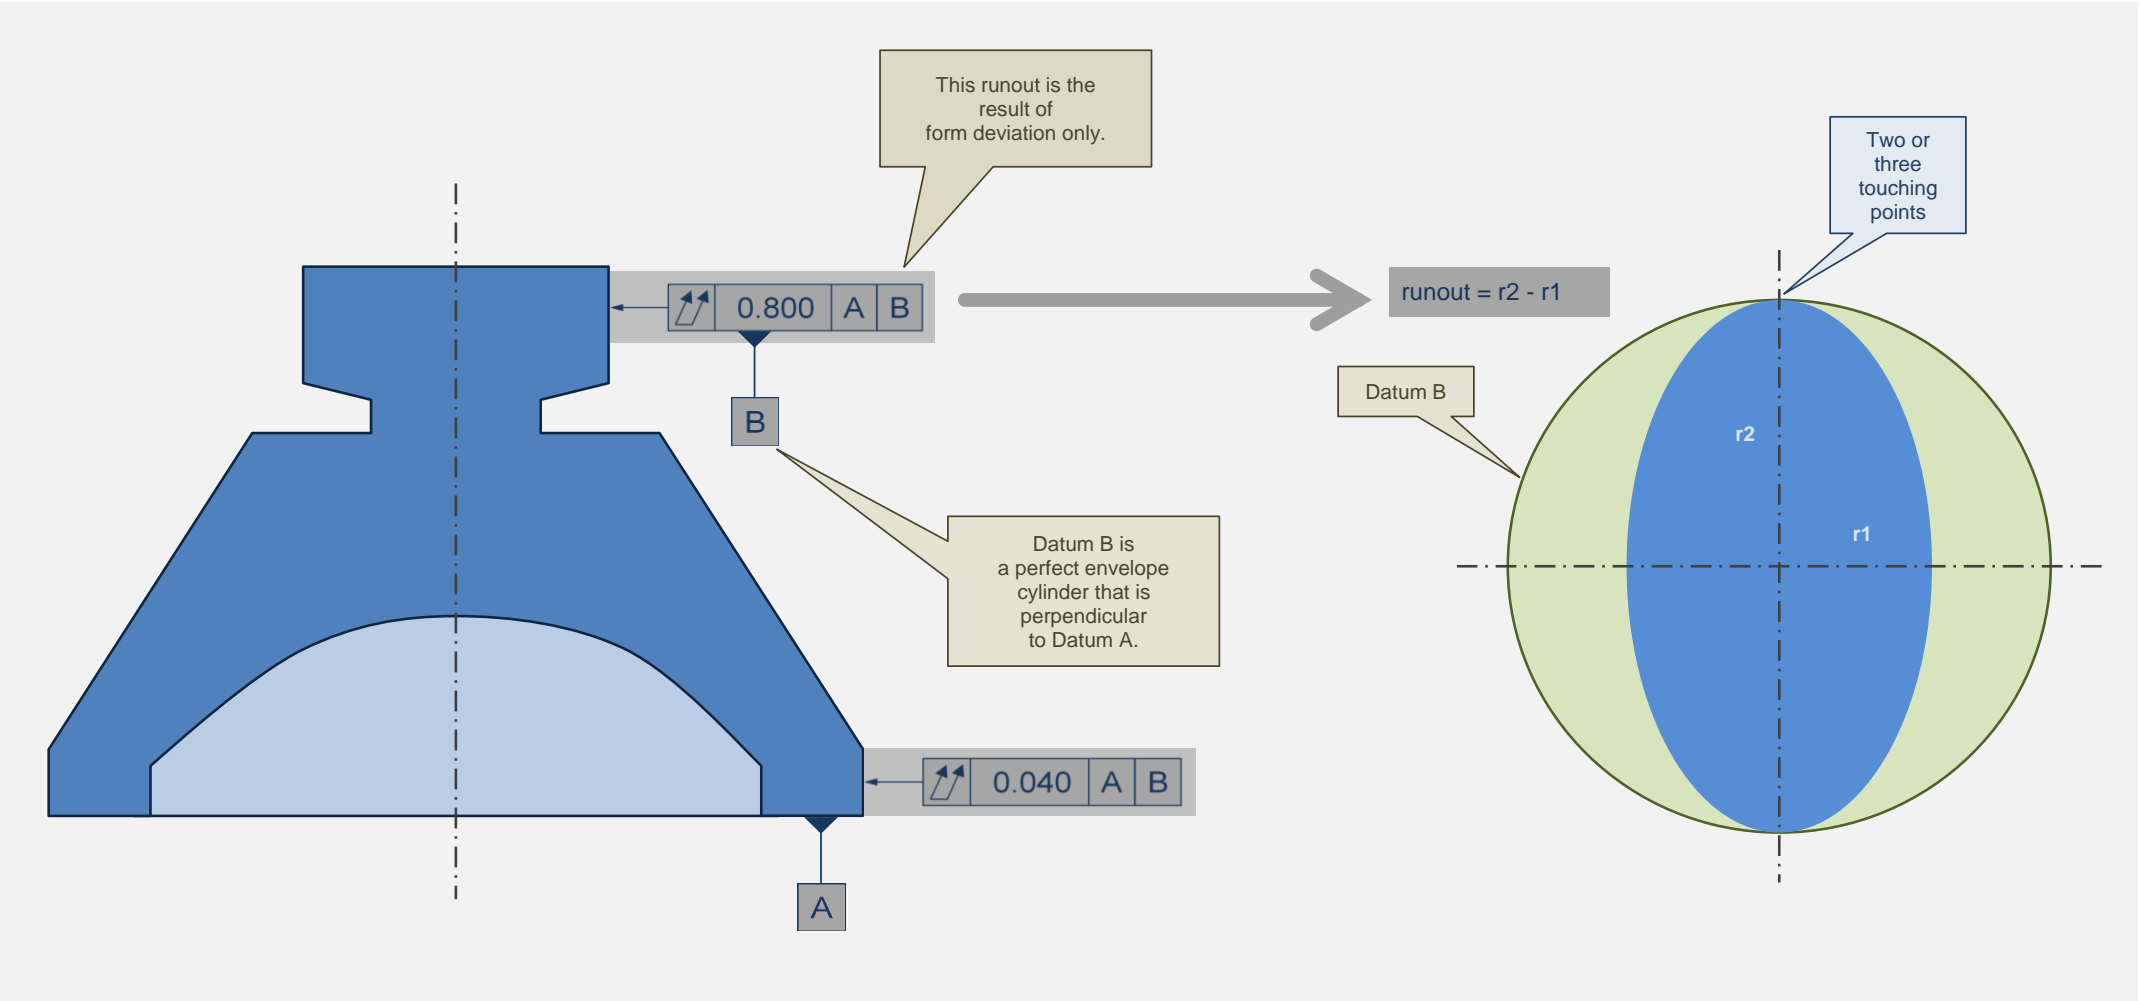 This runout is the
result of
form deviation only.
Two or
three
touching
points
0.800 A B
runout = r2 - r1
B
Datum B
r2
r1
Datum B is
a perfect envelope
cylinder that is
perpendicular
to Datum A.
0.040 A B
A